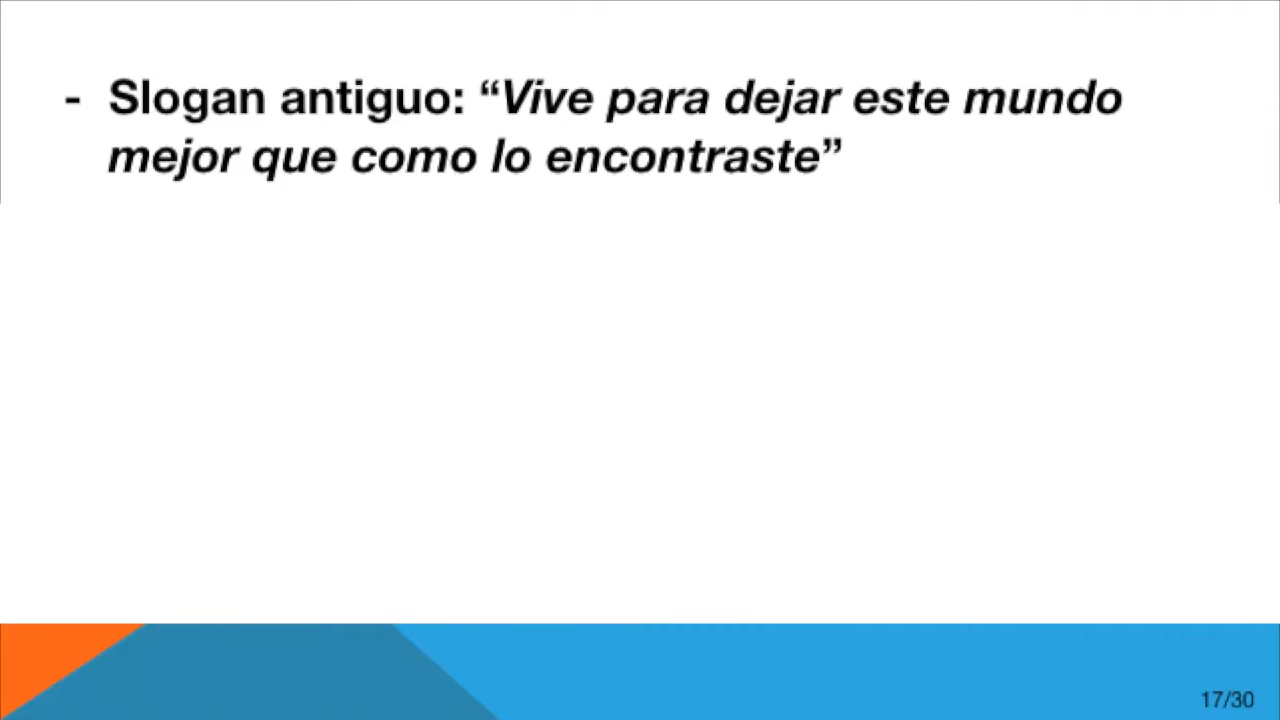 - Slogan antiguo: “Vive para dejar este mundo
mejor que como lo encontraste”
17/30